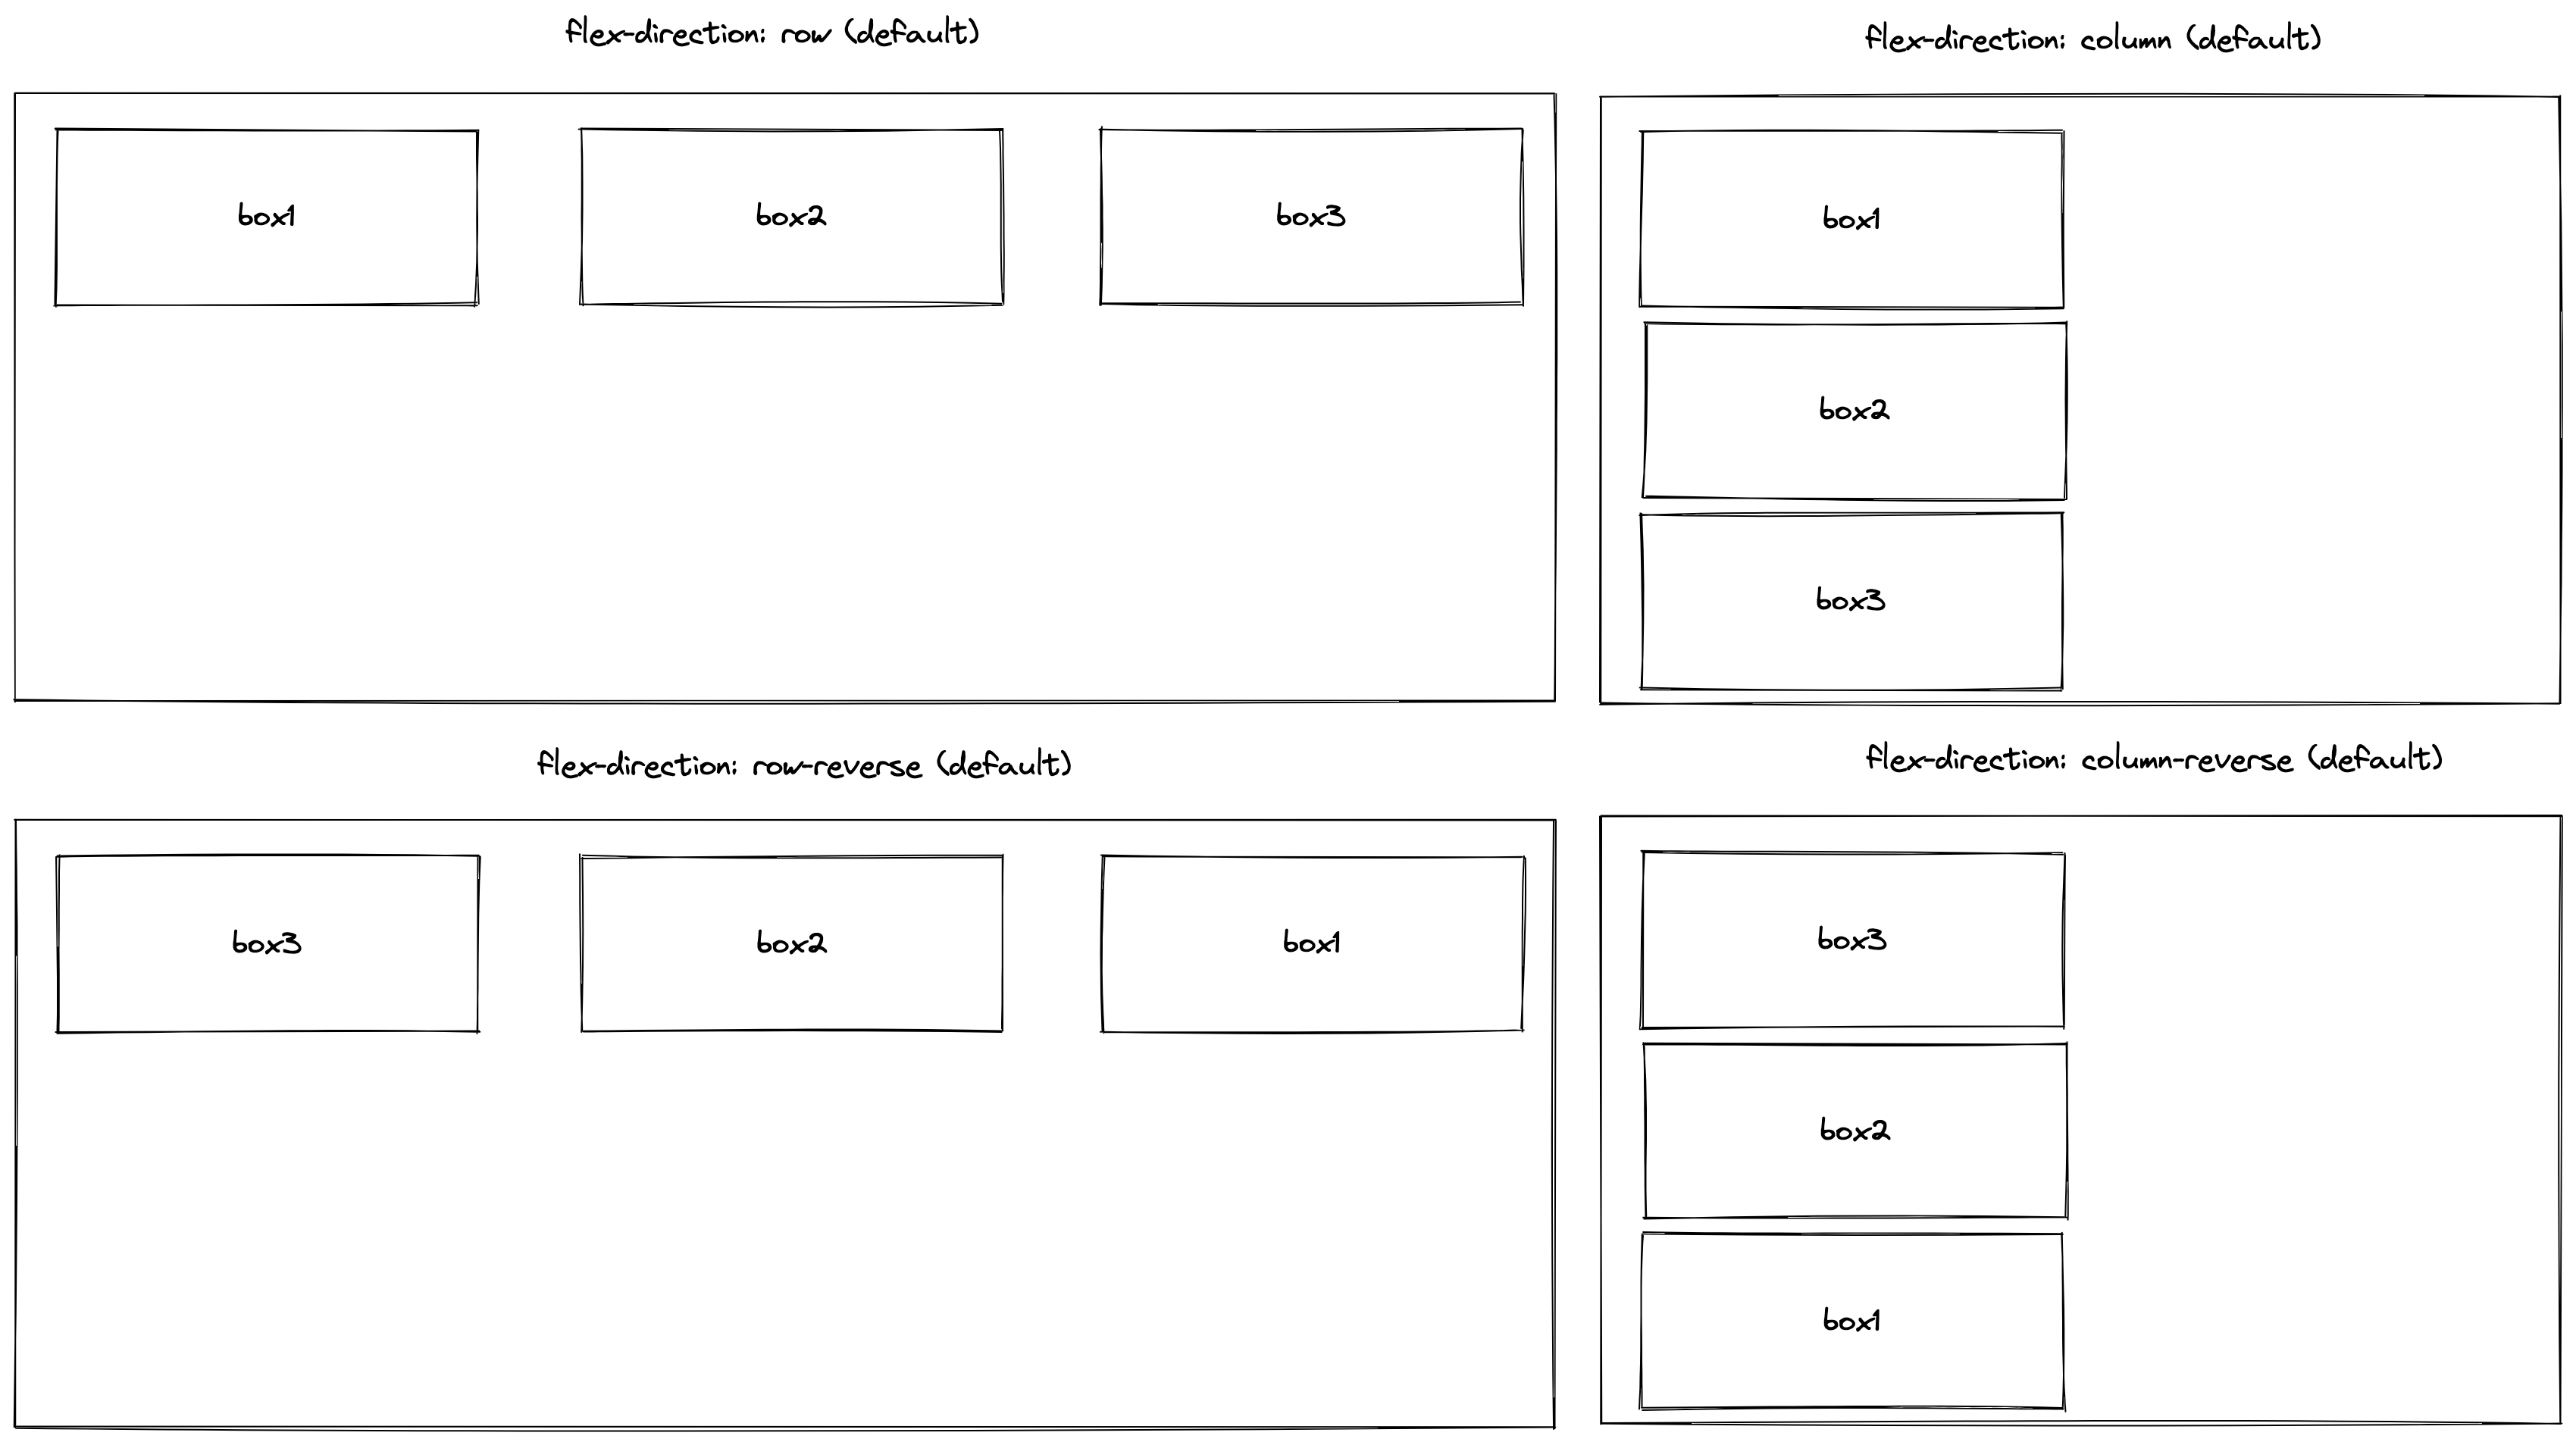 flex-direction: row (default)
box1
box2
box3
flex-direction: column (default)
box1
box2
box3
flex-direction: row-reverse (default)
box3
box2
box1
flex-direction: column-reverse (default)
box3
box2
box1